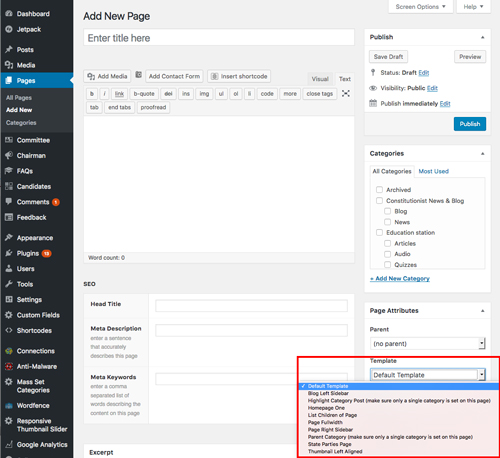 Screen Options ▼
Help ▼
Dashboard
Jetpack
Posts
Media
Pages
All Pages
Add New
Categories
Committee
Chairman
FAQs
Candidates
Comments 1
Feedback
Appearance
Plugins 15
Users
Tools
Settings
Custom Fields
Shortcodes
Connections
Anti-Malware
Mass Set
Categories
Wordfence
Responsive
Thumbnail Slider
Google Analytics
Add New Page
Enter title here
Add Media
Add Contact Form
Insert shortcode
Visual
Text
b
i
link
b-quote
del
ins
img
ul
ol
li
code
more
close tags
tab
end tabs
proofread
Word count: 0
SEO
Head Title
Meta Description
enter a sentence
that accurately
describes this page
Meta Keywords
enter a comma
separated list of
words describing the
content on this page
Excerpt
Publish
Save Draft
Preview
Status: Draft Edit
Visibility: Public Edit
Publish immediately Edit
Publish
Categories
All Categories
Most Used
Archived
Constitutionist News & Blog
Blog
News
Education station
Articles
Audio
Quizzes
+ Add New Category
Page Attributes
Parent
(no parent)
Template
Default Template
✓ Default Template
Blog Left Sidebar
Highlight Category Post (make sure only a single category is set on this page)
Homepage One
List Children of Page
Page Fullwidth
Page Right Sidebar
Parent Category (make sure only a single category is set on this page)
State Parties Page
Thumbnail Left Aligned